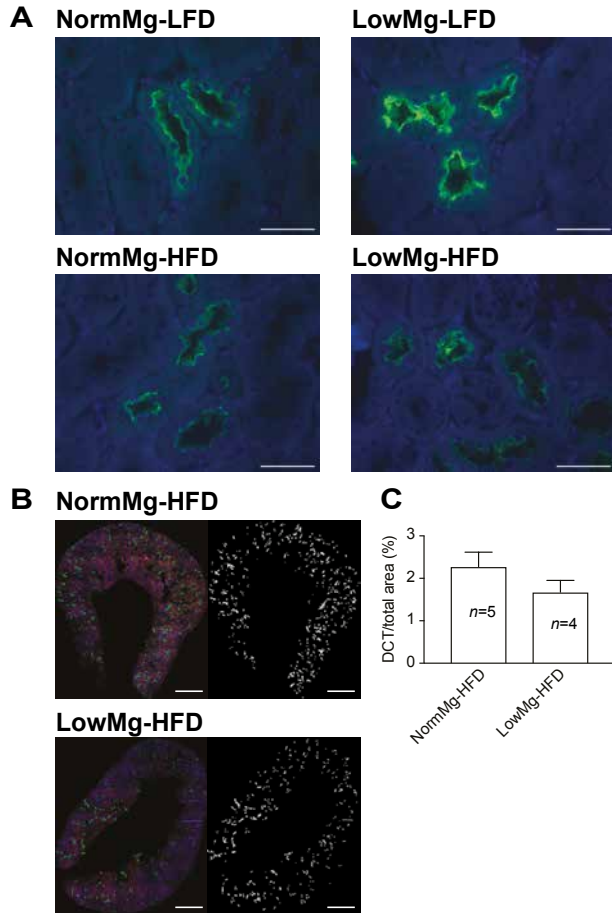 A
NormMg-LFD
LowMg-LFD
NormMg-HFD
LowMg-HFD
B
NormMg-HFD
LowMg-HFD
C
DCT/total area (%)
3
2
1
0
n=5
n=4
NormMg-HFD
LowMg-HFD